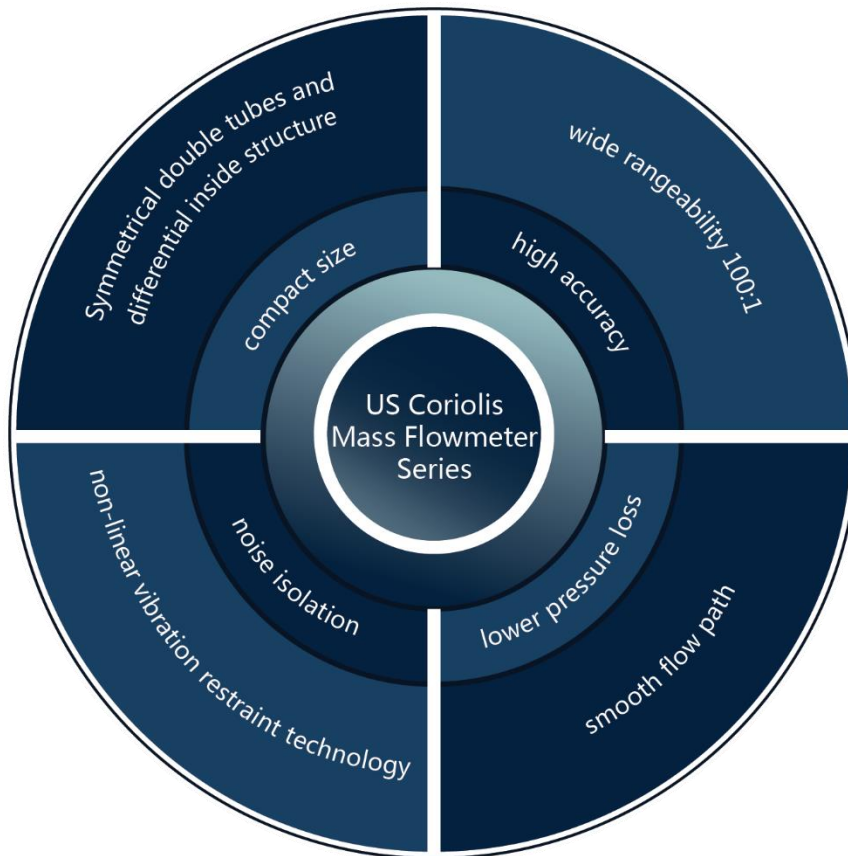 Symmetrical double tubes and
differential inside structure
compact size
wide rangeability 100:1
high accuracy
US Coriolis
Mass Flowmeter
Series
non-linear vibration restraint technology
noise isolation
lower pressure loss
smooth flow path